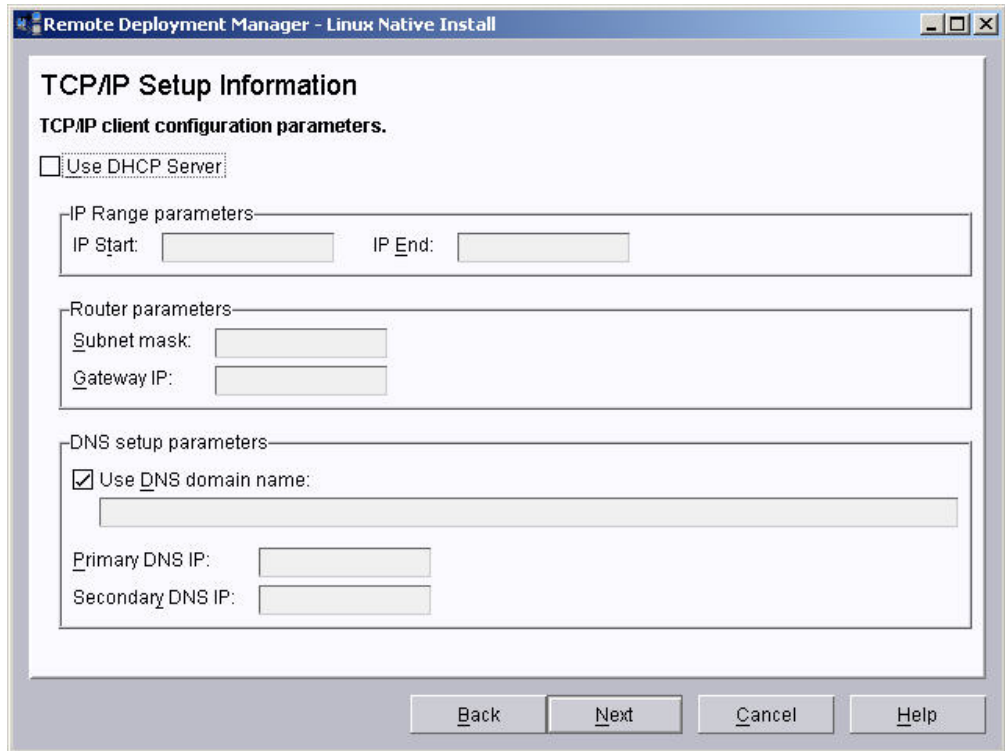 Remote Deployment Manager - Linux Native Install
TCP/IP Setup Information
TCP/IP client configuration parameters.
Use DHCP Server
IP Range parameters
IP Start: IP End:
Router parameters
Subnet mask:
Gateway IP:
DNS setup parameters
Use DNS domain name:
Primary DNS IP:
Secondary DNS IP:
Back Next Cancel Help